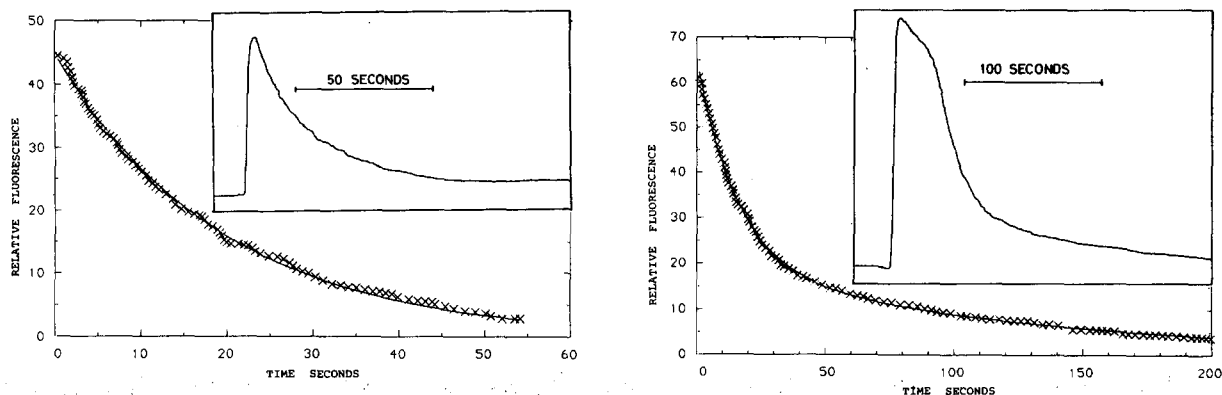 50
40
30
20
10
0
RELATIVE FLUORESCENCE
50 SECONDS
0 10 20 30 40 50 60
TIME SECONDS
70
60
50
40
30
20
10
0
RELATIVE FLUORESCENCE
100 SECONDS
0 50 100 150 200
TIME SECONDS